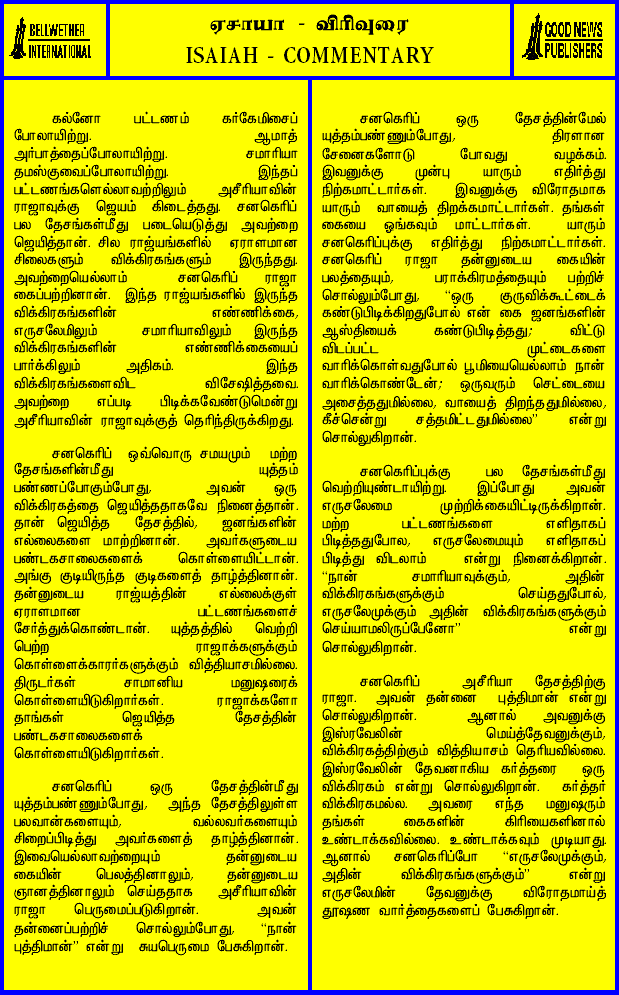 BELLWETHER
INTERNATIONAL
ஏசாயா - விரிவுரை
ISAIAH - COMMENTARY
GOOD NEWS
PUBLISHERS
கல்னோ பட்டணம் கர்கேமிசைப்
போலாயிற்று. ஆமாத்
அர்பாத்தைப்போலாயிற்று. சமாரியா
தமஸ்குவைப்போலாயிற்று. இந்தப்
பட்டணங்களெல்லாவற்றிலும் அசீரியாவின்
ராஜாவுக்கு ஜெயம் கிடைத்தது. சனகெரிப்
பல தேசங்கள்மீது படையெடுத்து அவற்றை
ஜெயித்தான். சில ராஜ்யங்களில் ஏராளமான
சிலைகளும் விக்கிரகங்களும் இருந்தது.
அவற்றையெல்லாம் சனகெரிப் ராஜா
கைப்பற்றினான். இந்த ராஜ்யங்களில் இருந்த
விக்கிரகங்களின் எண்ணிக்கை,
எருசலேமிலும் சமாரியாவிலும் இருந்த
விக்கிரகங்களின் எண்ணிக்கையைப்
பார்க்கிலும் அதிகம். இந்த
விக்கிரகங்களைவிட விசேஷித்தவை.
அவற்றை எப்படி பிடிக்கவேண்டுமென்று
அசீரியாவின் ராஜாவுக்குத் தெரிந்திருக்கிறது.
சனகெரிப் ஒவ்வொரு சமயமும் மற்ற
தேசங்களின்மீது யுத்தம்
பண்ணப்போகும்போது, அவன் ஒரு
விக்கிரகத்தை ஜெயித்ததாகவே நினைத்தான்.
தான் ஜெயித்த தேசத்தில், ஜனங்களின்
எல்லைகளை மாற்றினான். அவர்களுடைய
பண்டகசாலைகளைக் கொள்ளையிட்டான்.
அங்கு குடியிருந்த குடிகளைத் தாழ்த்தினான்.
தன்னுடைய ராஜ்யத்தின் எல்லைக்குள்
ஏராளமான பட்டணங்களைச்
சேர்த்துக்கொண்டான். யுத்தத்தில் வெற்றி
பெற்ற ராஜாக்களுக்கும்
கொள்ளைக்காரர்களுக்கும் வித்தியாசமில்லை.
திருடர்கள் சாமானிய மனுஷரைக்
கொள்ளையிடுகிறார்கள். ராஜாக்களோ
தாங்கள் ஜெயித்த தேசத்தின்
பண்டகசாலைகளைக்
கொள்ளையிடுகிறார்கள்.
சனகெரிப் ஒரு தேசத்தின்மீது
யுத்தம்பண்ணும்போது, அந்த தேசத்திலுள்ள
பலவான்களையும், வல்லவர்களையும்
சிறைப்பிடித்து அவர்களைத் தாழ்த்தினான்.
இவையெல்லாவற்றையும் தன்னுடைய
கையின் பெலத்தினாலும், தன்னுடைய
ஞானத்தினாலும் செய்ததாக அசீரியாவின்
ராஜா பெருமைப்படுகிறான். அவன்
தன்னைப்பற்றிச் சொல்லும்போது, “நான்
புத்திமான்” என்று சுயபெருமை பேசுகிறான்.
சனகெரிப் ஒரு தேசத்தின்மேல்
யுத்தம்பண்ணும்போது, திரளான
சேனைகளோடு போவது வழக்கம்.
இவனுக்கு முன்பு யாரும் எதிர்த்து
நிற்கமாட்டார்கள். இவனுக்கு விரோதமாக
யாரும் வாயைத் திறக்கமாட்டார்கள். தங்கள்
கையை ஓங்கவும் மாட்டார்கள். யாரும்
சனகெரிப்புக்கு எதிர்த்து நிற்கமாட்டார்கள்.
சனகெரிப் ராஜா தன்னுடைய கையின்
பலத்தையும், பராக்கிரமத்தையும் பற்றிச்
சொல்லும்போது, “ஒரு குருவிக்கூட்டைக்
கண்டுபிடிக்கிறதுபோல் என் கை ஜனங்களின்
ஆஸ்தியைக் கண்டுபிடித்தது; விட்டு
விடப்பட்ட முட்டைகளை
வாரிக்கொள்வதுபோல் பூமியையெல்லாம் நான்
வாரிக்கொண்டேன்; ஒருவரும் செட்டையை
அசைத்ததுமில்லை, வாயைத் திறந்ததுமில்லை,
கீச்சென்று சத்தமிட்டதுமில்லை” என்று
சொல்லுகிறான்.
சனகெரிப்புக்கு பல தேசங்கள்மீது
வெற்றியுண்டாயிற்று. இப்போது அவன்
எருசலேமை முற்றிக்கையிட்டிருக்கிறான்.
மற்ற பட்டணங்களை எளிதாகப்
பிடித்ததுபோல, எருசலேமையும் எளிதாகப்
பிடித்து விடலாம் என்று நினைக்கிறான்.
“நான் சமாரியாவுக்கும், அதின்
விக்கிரகங்களுக்கும் செய்ததுபோல்,
எருசலேமுக்கும் அதின் விக்கிரகங்களுக்கும்
செய்யாமலிருப்பேனோ” என்று
சொல்லுகிறான்.
சனகெரிப் அசீரியா தேசத்திற்கு
ராஜா. அவன் தன்னை புத்திமான் என்று
சொல்லுகிறான். ஆனால் அவனுக்கு
இஸ்ரவேலின் மெய்த்தேவனுக்கும்,
விக்கிரகத்திற்கும் வித்தியாசம் தெரியவில்லை.
இஸ்ரவேலின் தேவனாகிய கர்த்தரை ஒரு
விக்கிரகம் என்று சொல்லுகிறான். கர்த்தர்
விக்கிரகமல்ல. அவரை எந்த மனுஷரும்
தங்கள் கைகளின் கிரியைகளினால்
உண்டாக்கவில்லை. உண்டாக்கவும் முடியாது.
ஆனால் சனகெரிப்போ “எருசலேமுக்கும்,
அதின் விக்கிரகங்களுக்கும்” என்று
எருசலேமின் தேவனுக்கு விரோதமாய்த்
தூஷண வார்த்தைகளைப் பேசுகிறான்.